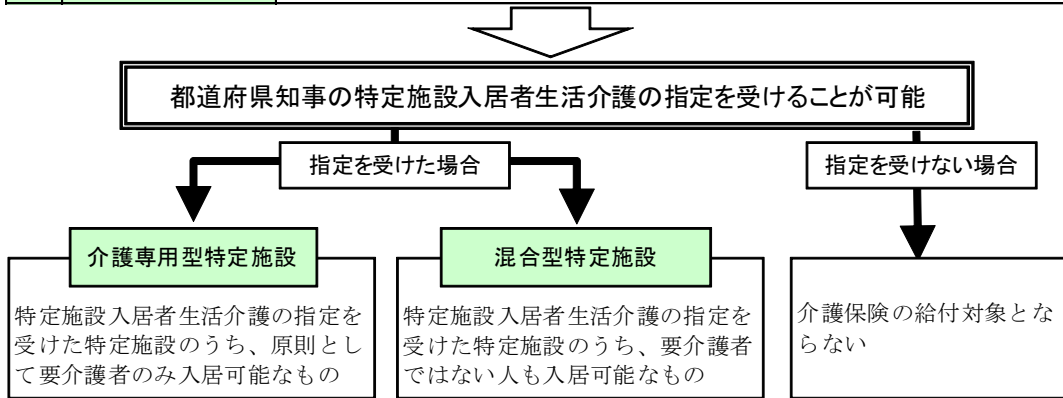 都道府県知事の特定施設入居者生活介護の指定を受けることが可能
指定を受けた場合
指定を受けない場合
介護専用型特定施設
特定施設入居者生活介護の指定を
受けた特定施設のうち、原則とし
て要介護者のみ入居可能なもの
混合型特定施設
特定施設入居者生活介護の指定を
受けた特定施設のうち、要介護者
ではない人も入居可能なもの
介護保険の給付対象とな
らない